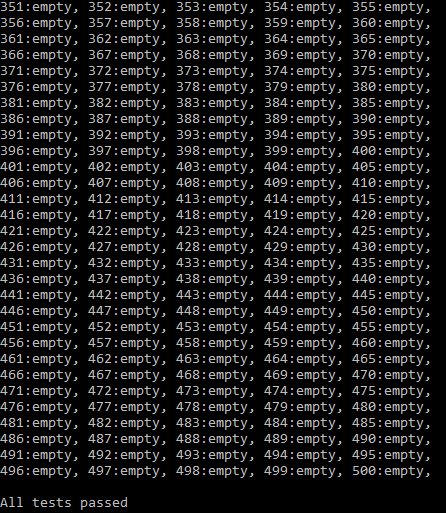 351:empty, 352:empty, 353:empty, 354:empty, 355:empty,
356:empty, 357:empty, 358:empty, 359:empty, 360:empty,
361:empty, 362:empty, 363:empty, 364:empty, 365:empty,
366:empty, 367:empty, 368:empty, 369:empty, 370:empty,
371:empty, 372:empty, 373:empty, 374:empty, 375:empty,
376:empty, 377:empty, 378:empty, 379:empty, 380:empty,
381:empty, 382:empty, 383:empty, 384:empty, 385:empty,
386:empty, 387:empty, 388:empty, 389:empty, 390:empty,
391:empty, 392:empty, 393:empty, 394:empty, 395:empty,
396:empty, 397:empty, 398:empty, 399:empty, 400:empty,
401:empty, 402:empty, 403:empty, 404:empty, 405:empty,
406:empty, 407:empty, 408:empty, 409:empty, 410:empty,
411:empty, 412:empty, 413:empty, 414:empty, 415:empty,
416:empty, 417:empty, 418:empty, 419:empty, 420:empty,
421:empty, 422:empty, 423:empty, 424:empty, 425:empty,
426:empty, 427:empty, 428:empty, 429:empty, 430:empty,
431:empty, 432:empty, 433:empty, 434:empty, 435:empty,
436:empty, 437:empty, 438:empty, 439:empty, 440:empty,
441:empty, 442:empty, 443:empty, 444:empty, 445:empty,
446:empty, 447:empty, 448:empty, 449:empty, 450:empty,
451:empty, 452:empty, 453:empty, 454:empty, 455:empty,
456:empty, 457:empty, 458:empty, 459:empty, 460:empty,
461:empty, 462:empty, 463:empty, 464:empty, 465:empty,
466:empty, 467:empty, 468:empty, 469:empty, 470:empty,
471:empty, 472:empty, 473:empty, 474:empty, 475:empty,
476:empty, 477:empty, 478:empty, 479:empty, 480:empty,
481:empty, 482:empty, 483:empty, 484:empty, 485:empty,
486:empty, 487:empty, 488:empty, 489:empty, 490:empty,
491:empty, 492:empty, 493:empty, 494:empty, 495:empty,
496:empty, 497:empty, 498:empty, 499:empty, 500:empty,
All tests passed